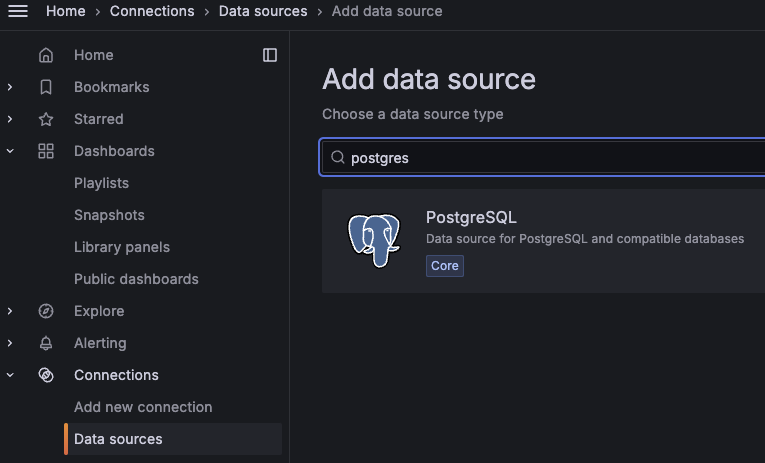 Home › Connections › Data sources › Add data source
Home
Bookmarks
Starred
Dashboards
Playlists
Snapshots
Library panels
Public dashboards
Explore
Alerting
Connections
Add new connection
Data sources
Add data source
Choose a data source type
postgres
PostgreSQL
Data source for PostgreSQL and compatible databases
Core